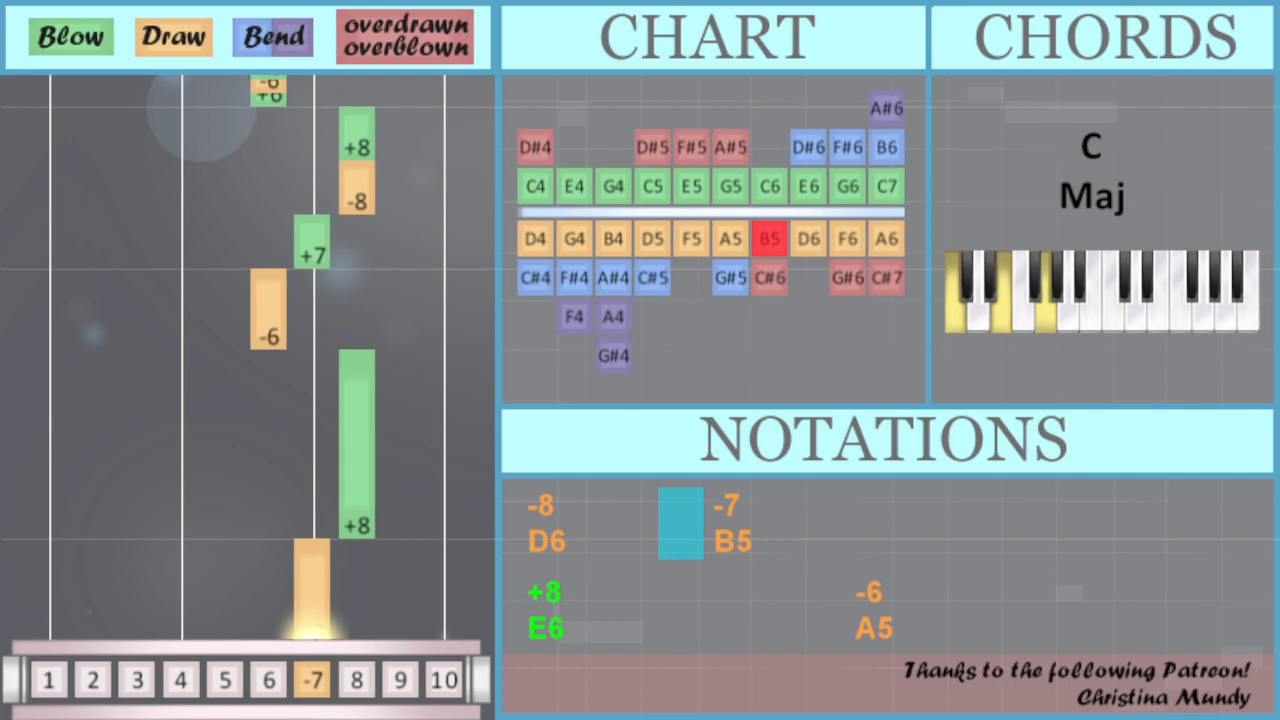 Blow Draw Bend overdrawn
overblown
CHART
CHORDS
-6
+6
+8
-8
+7
-6
+8
1 2 3 4 5 6 -7 8 9 10
A#6
D#4 D#5 F#5 A#5 D#6 F#6 B6
C4 E4 G4 C5 E5 G5 C6 E6 G6 C7
D4 G4 B4 D5 F5 A5 B5 D6 F6 A6
C#4 F#4 A#4 C#5 G#5 C#6 G#6 C#7
F4 A4
G#4
C
Maj
NOTATIONS
-8 -7
D6 B5
+8 -6
E6 A5
Thanks to the following Patreon!
Christina Mundy